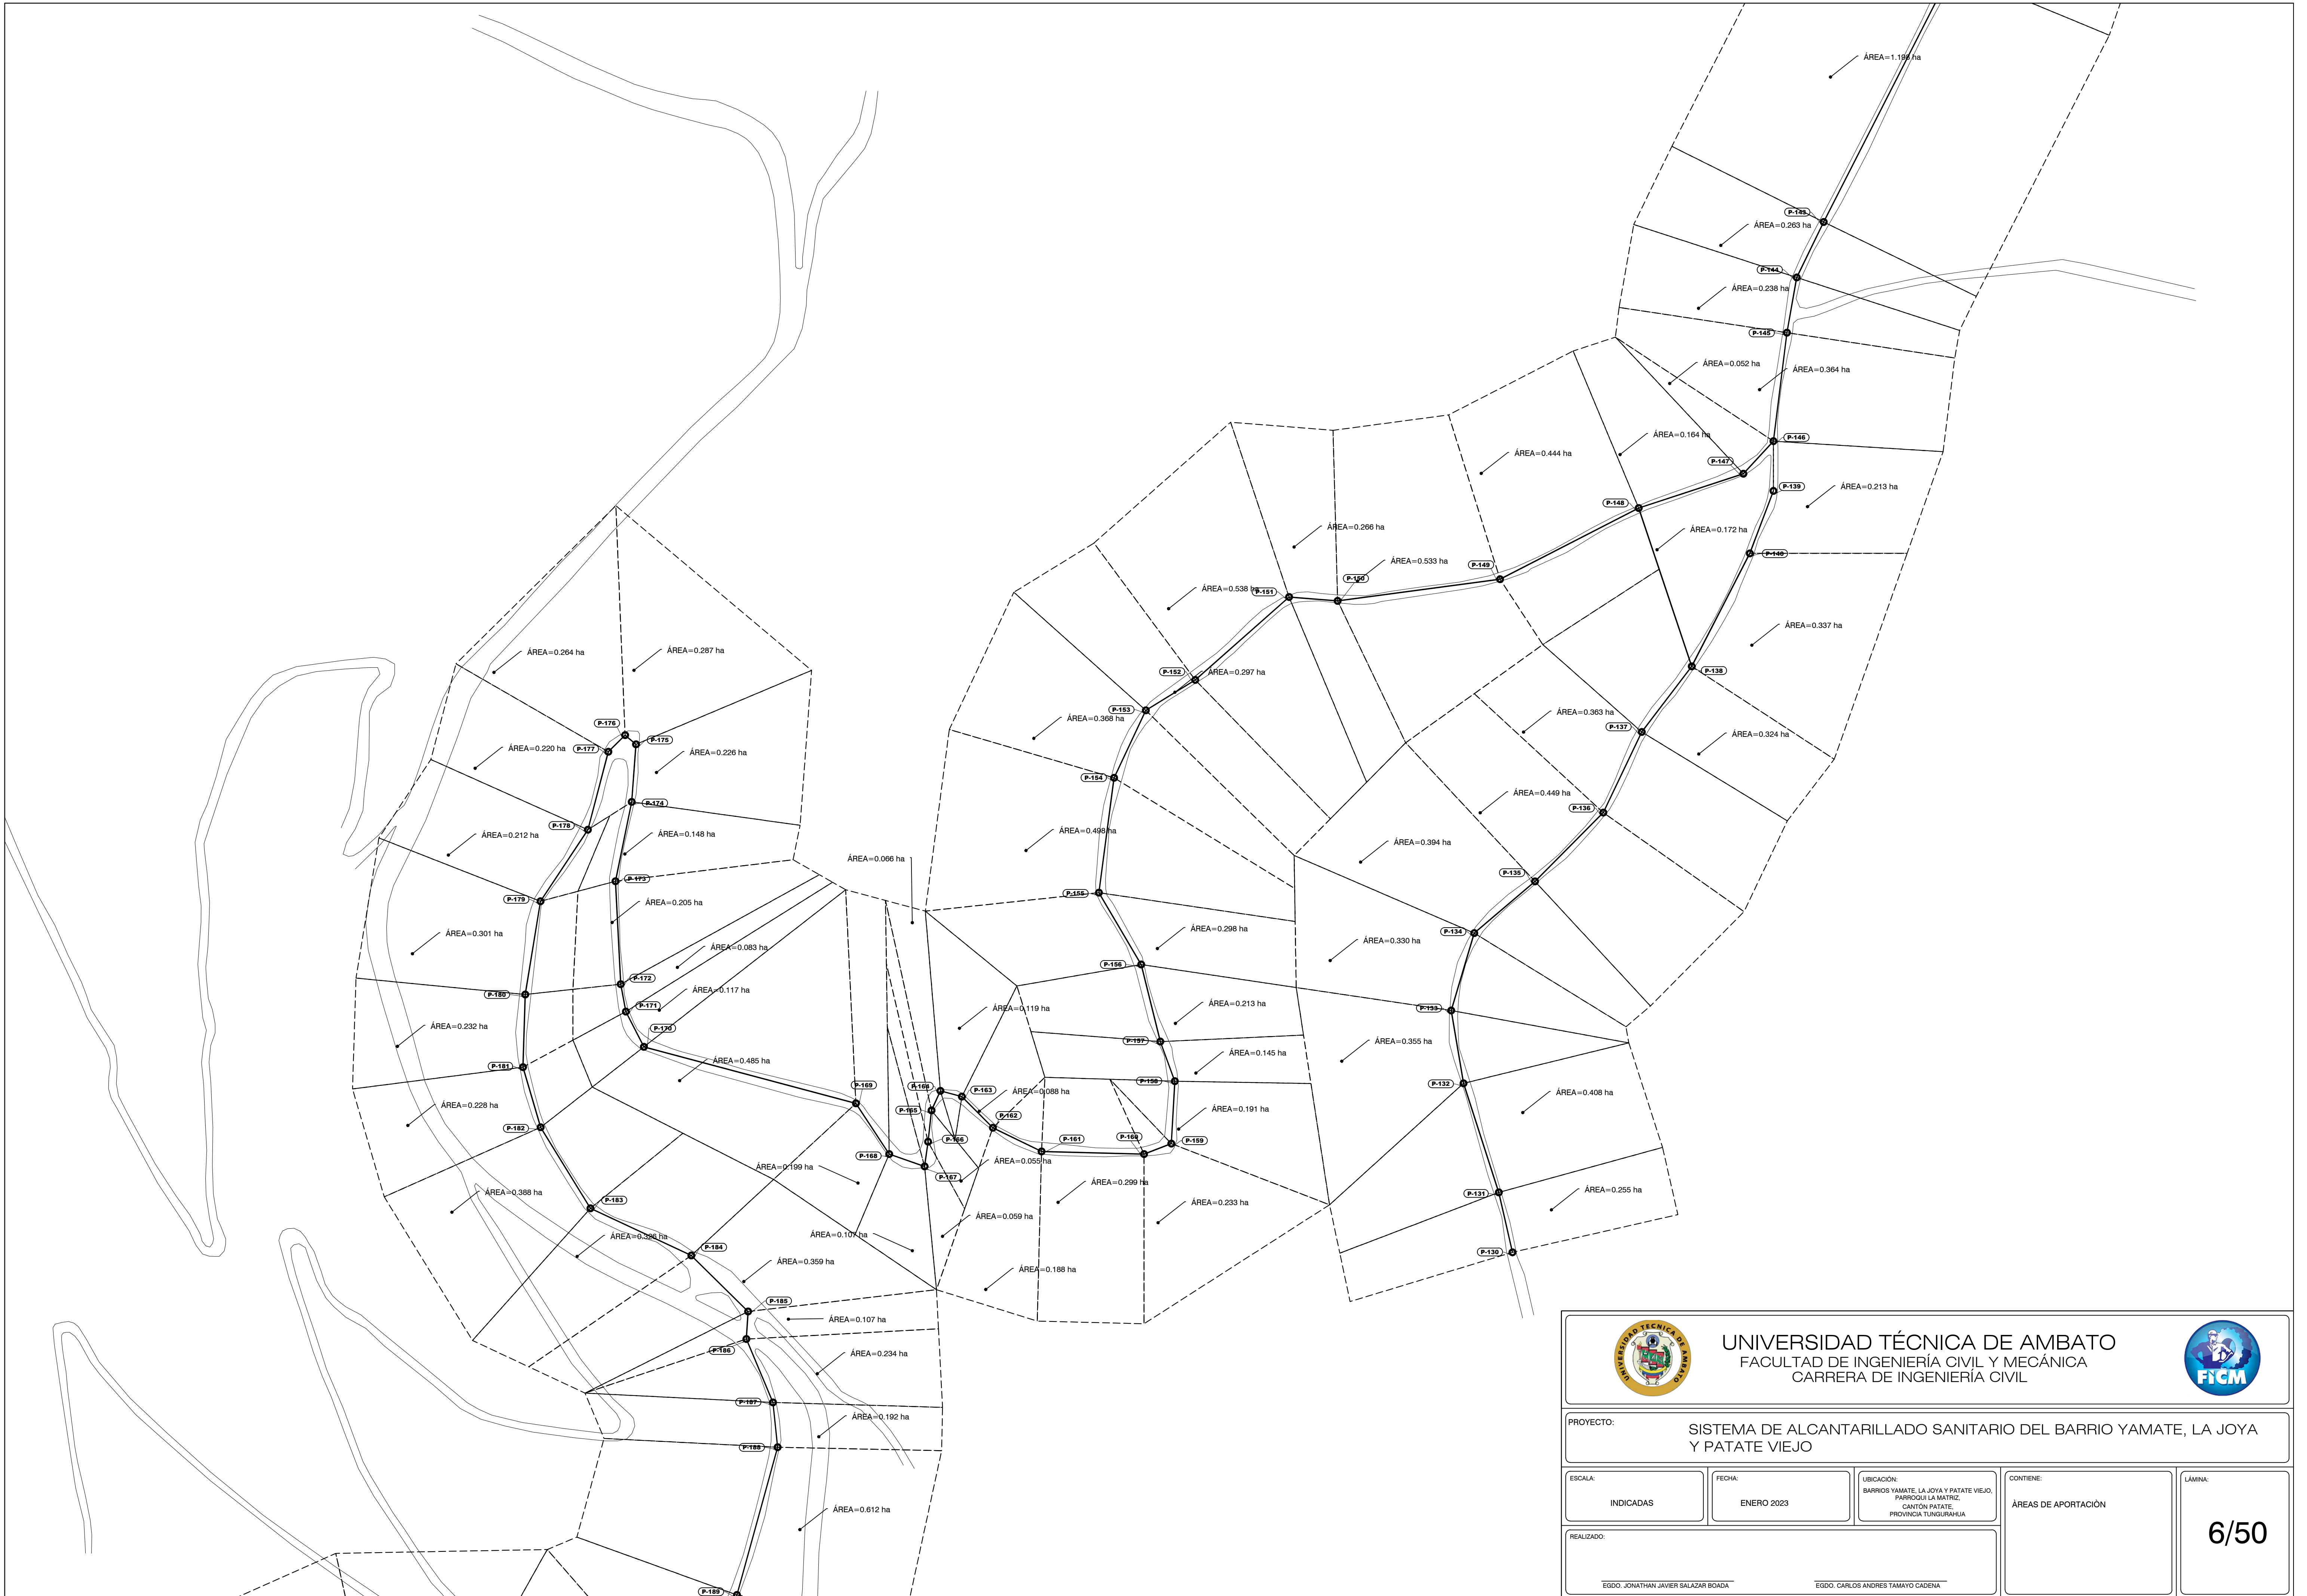 ÁREA=1.196 ha
P-143
ÁREA=0.263 ha
P-144
ÁREA=0.238 ha
P-145
ÁREA=0.052 ha
ÁREA=0.364 ha
ÁREA=0.164 ha
P-146
ÁREA=0.444 ha
P-147
P-139
ÁREA=0.213 ha
P-148
ÁREA=0.266 ha
ÁREA=0.172 ha
P-140
ÁREA=0.533 ha
P-149
P-150
ÁREA=0.538 ha
P-151
ÁREA=0.337 ha
ÁREA=0.264 ha
ÁREA=0.287 ha
P-152
ÁREA=0.297 ha
P-138
P-153
ÁREA=0.368 ha
ÁREA=0.363 ha
P-176
P-137
P-175
ÁREA=0.220 ha
P-177
ÁREA=0.226 ha
ÁREA=0.324 ha
P-154
ÁREA=0.449 ha
P-174
P-136
P-178
ÁREA=0.212 ha
ÁREA=0.148 ha
ÁREA=0.498 ha
ÁREA=0.394 ha
ÁREA=0.066 ha
P-135
P-173
P-155
P-179
ÁREA=0.205 ha
ÁREA=0.298 ha
P-134
ÁREA=0.301 ha
ÁREA=0.330 ha
ÁREA=0.083 ha
P-156
P-172
ÁREA=0.117 ha
P-180
ÁREA=0.213 ha
P-171
ÁREA=0.119 ha
P-133
ÁREA=0.232 ha
P-170
P-157
ÁREA=0.355 ha
ÁREA=0.485 ha
ÁREA=0.145 ha
P-181
P-158
P-132
P-169
P-164
P-163
ÁREA=0.088 ha
ÁREA=0.408 ha
ÁREA=0.228 ha
P-165
ÁREA=0.191 ha
P-162
P-182
P-166
P-161
P-160
P-159
P-168
ÁREA=0.199 ha
ÁREA=0.055 ha
P-167
ÁREA=0.299 ha
ÁREA=0.388 ha
P-131
ÁREA=0.255 ha
P-183
ÁREA=0.233 ha
ÁREA=0.059 ha
ÁREA=0.326 ha
ÁREA=0.107 ha
P-184
P-130
ÁREA=0.359 ha
ÁREA=0.188 ha
P-185
ÁREA=0.107 ha
P-186
ÁREA=0.234 ha
P-187
ÁREA=0.192 ha
P-188
ÁREA=0.612 ha
P-189
UNIVERSIDAD TECNICA DE AMBATO
UNIVERSIDAD TÉCNICA DE AMBATO
FACULTAD DE INGENIERÍA CIVIL Y MECÁNICA
CARRERA DE INGENIERÍA CIVIL
FICM
PROYECTO:
SISTEMA DE ALCANTARILLADO SANITARIO DEL BARRIO YAMATE, LA JOYA
Y PATATE VIEJO
ESCALA:
INDICADAS
FECHA:
ENERO 2023
UBICACIÓN:
BARRIOS YAMATE, LA JOYA Y PATATE VIEJO,
PARROQUI LA MATRIZ,
CANTÓN PATATE,
PROVINCIA TUNGURAHUA
CONTIENE:
ÀREAS DE APORTACIÒN
LÁMINA:
6/50
REALIZADO:
EGDO. JONATHAN JAVIER SALAZAR BOADA
EGDO. CARLOS ANDRES TAMAYO CADENA